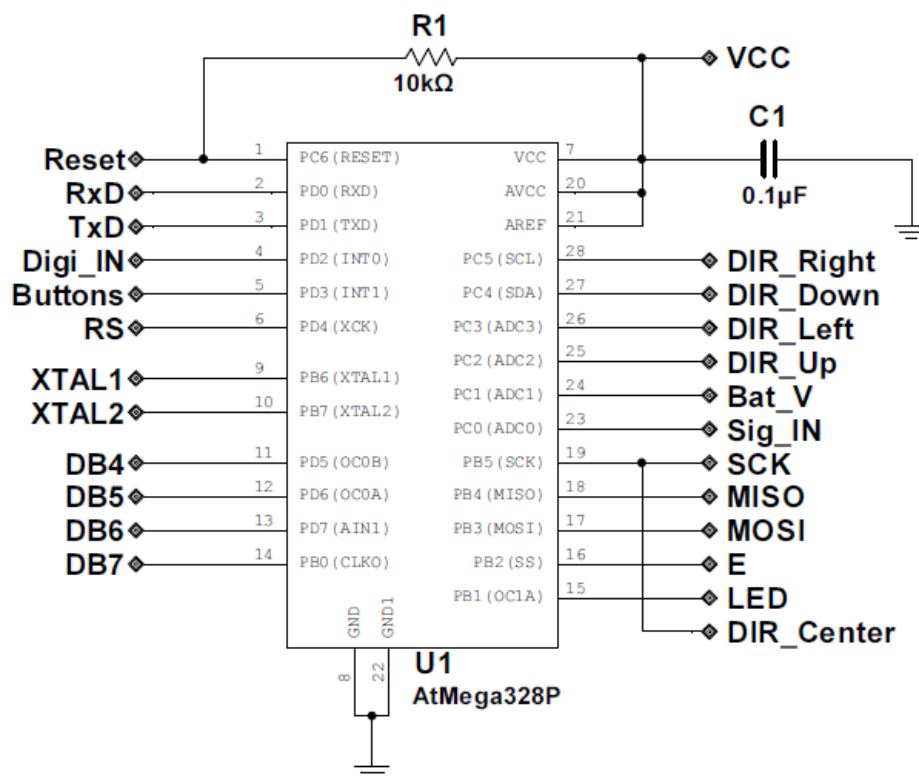 R1
10kΩ
VCC
C1
0.1µF
Reset 1 PC6(RESET) VCC 7
RxD 2 PD0(RXD) AVCC 20
TxD 3 PD1(TXD) AREF 21
Digi_IN 4 PD2(INT0) PC5(SCL) 28 DIR_Right
Buttons 5 PD3(INT1) PC4(SDA) 27 DIR_Down
RS 6 PD4(XCK) PC3(ADC3) 26 DIR_Left
PC2(ADC2) 25 DIR_Up
XTAL1 9 PB6(XTAL1) PC1(ADC1) 24 Bat_V
XTAL2 10 PB7(XTAL2) PC0(ADC0) 23 Sig_IN
DB4 11 PD5(OC0B) PB5(SCK) 19 SCK
DB5 12 PD6(OC0A) PB4(MISO) 18 MISO
DB6 13 PD7(AIN1) PB3(MOSI) 17 MOSI
DB7 14 PB0(CLKO) PB2(SS) 16 E
PB1(OC1A) 15 LED
DIR_Center
GND GND1
8 22
U1
AtMega328P